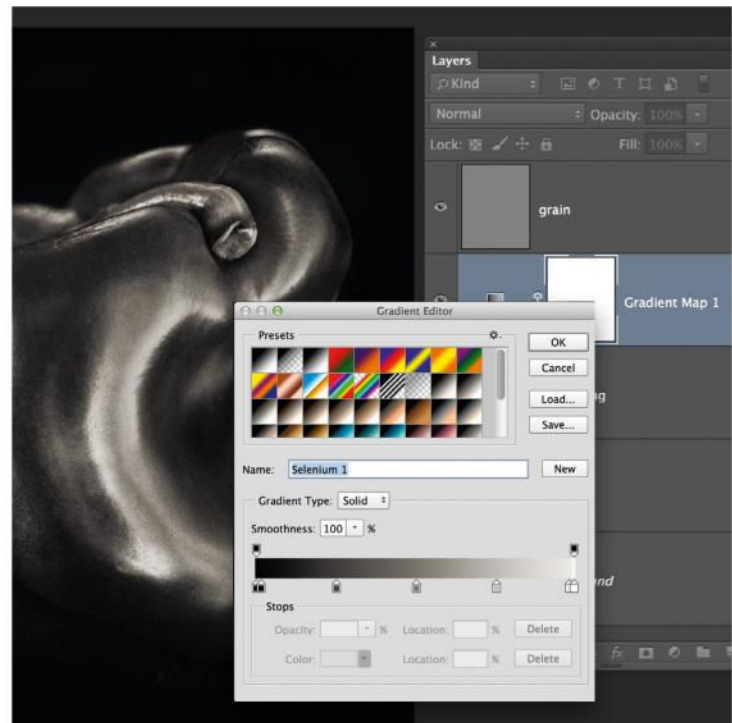 Layers
Kind
Normal
Opacity: 100%
Lock:
Fill: 100%
grain
Gradient Map 1
Gradient Editor
Presets
OK
Cancel
Load...
Save...
Name: Selenium 1
New
Gradient Type: Solid
Smoothness: 100 %
Stops
Opacity: % Location: % Delete
Color: Location: % Delete
fx